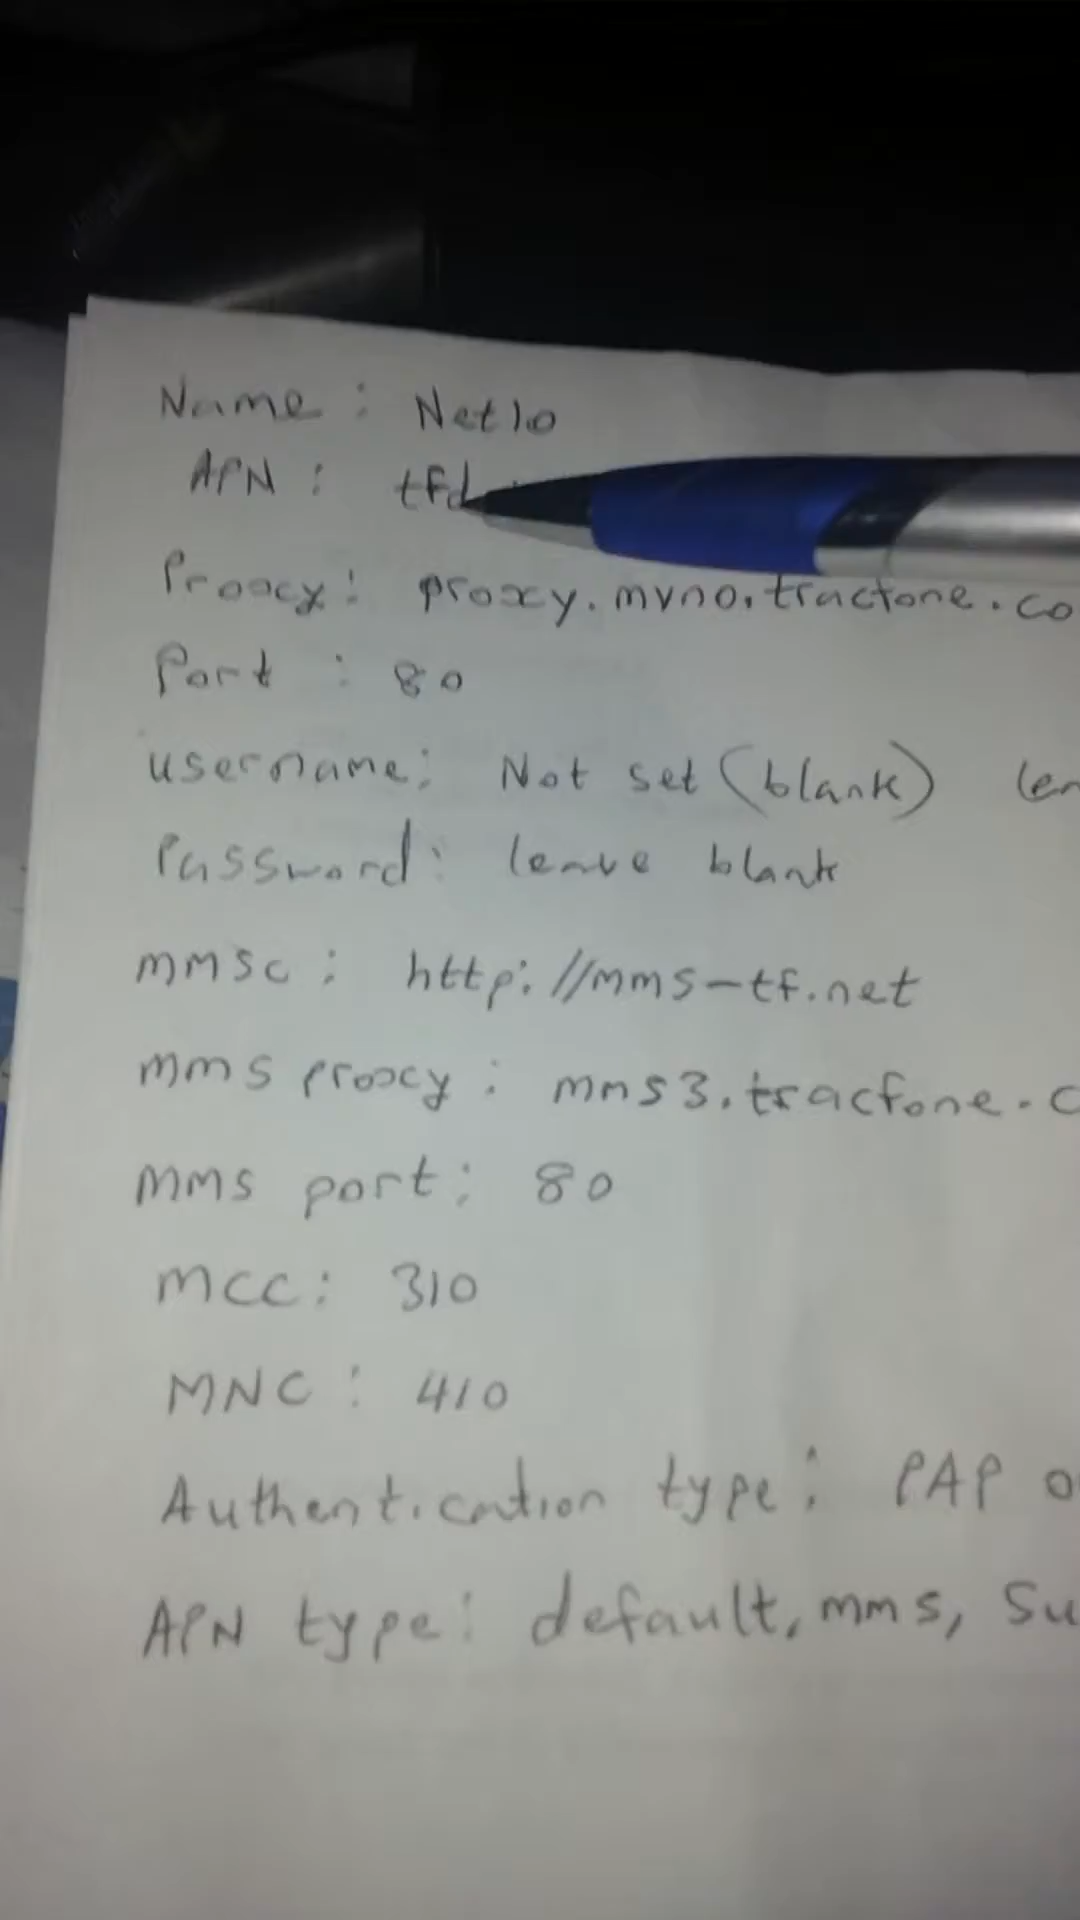 Name : Net10
APN : tfd
Proxy : proxy.mvno.tracfone.co
Port : 80
username: Not set (blank)
Password: leave blank
mmsc : http://mms-tf.net
mms proxy : mms3.tracfone.c
mms port: 80
MCC: 310
MNC : 410
Authentication type : PAP o
APN type: default, mms, su